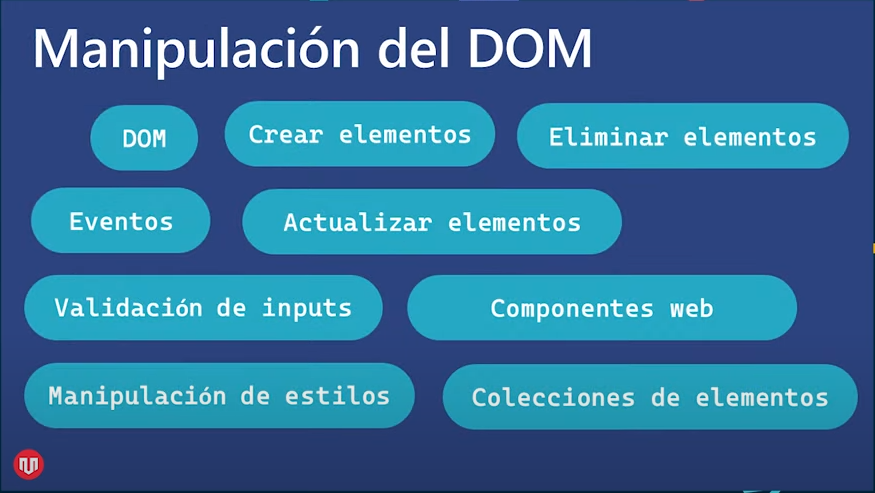 Manipulación del DOM
DOM
Crear elementos
Eliminar elementos
Eventos
Actualizar elementos
Validación de inputs
Componentes web
Manipulación de estilos
Colecciones de elementos